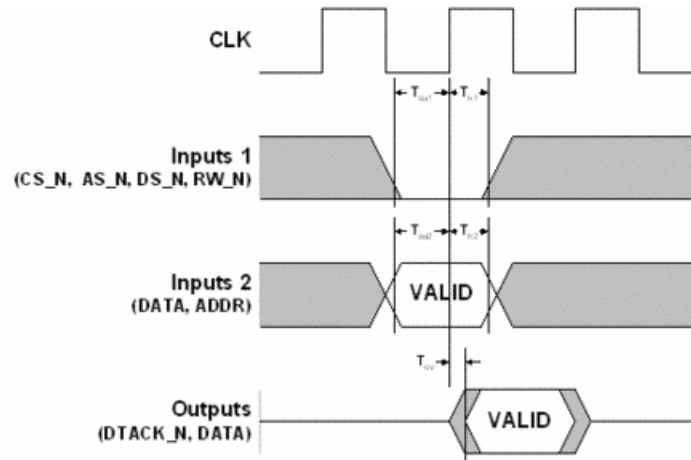 CLK
Inputs 1
(CS_N, AS_N, DS_N, RW_N)
Inputs 2
(DATA, ADDR)
VALID
Outputs
(DTACK_N, DATA)
VALID